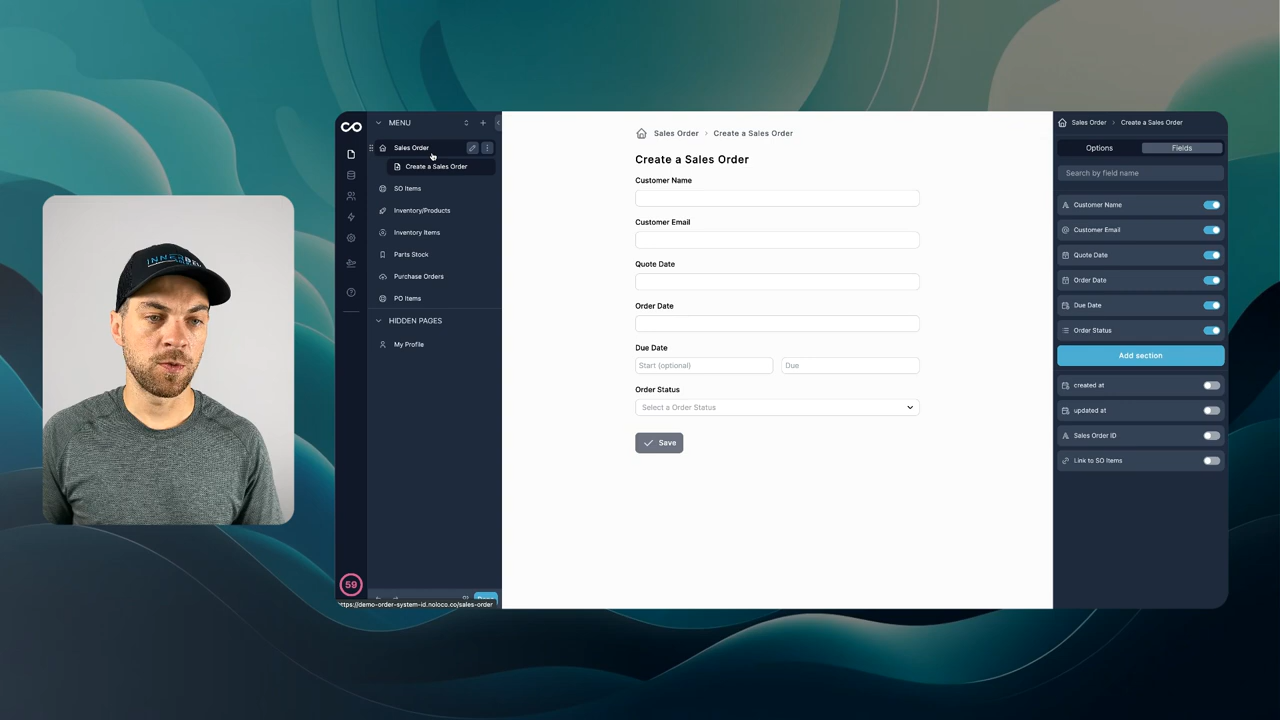 MENU
Sales Order
Create a Sales Order
SO Items
Inventory/Products
Inventory Items
Parts Stock
Purchase Orders
PO Items
HIDDEN PAGES
My Profile
59
https://demo-order-system-id.noloco.co/sales-order
Sales Order > Create a Sales Order
Create a Sales Order
Customer Name
Customer Email
Quote Date
Order Date
Due Date
Start (optional)
Due
Order Status
Select a Order Status
Save
Sales Order > Create a Sales Order
Options
Fields
Search by field name
Customer Name
Customer Email
Quote Date
Order Date
Due Date
Order Status
Add section
created at
updated at
Sales Order ID
Link to SO Items